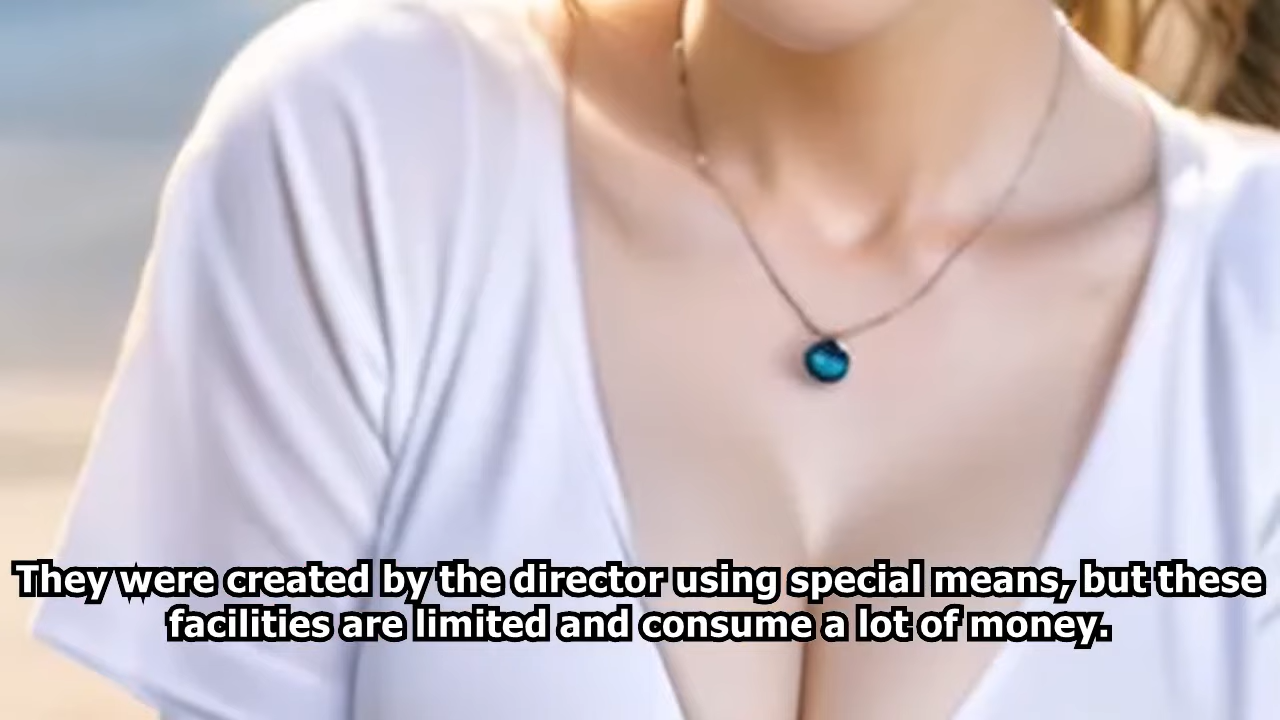 They were created by the director using special means, but these
facilities are limited and consume a lot of money.